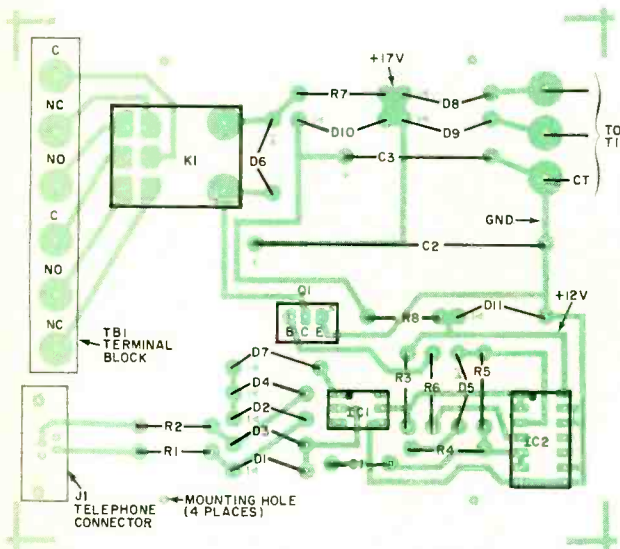 C
+17V
NC
R7
D8
TO
T1
D10
D9
NO
K1
D6
C3
CT
C
GND
C2
NO
Q1
+12V
B C E
R8
D11
NC
TB1
TERMINAL
BLOCK
D7
D4
R3
R6
D5
R5
D2
IC1
R2
D3
IC2
R1
D1
C1
R4
J1
TELEPHONE
CONNECTOR
MOUNTING HOLE
(4 PLACES)